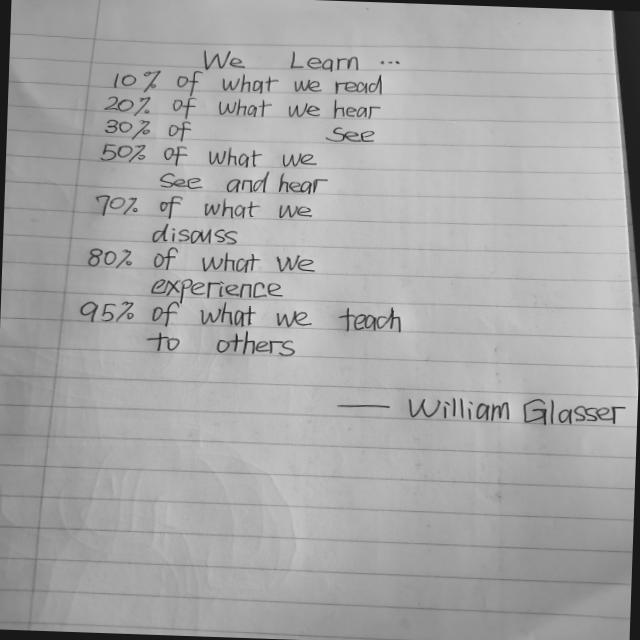 We Learn ...
10% of what we read
20% of what we hear
30% of see
50% of what we
see and hear
70% of what we
discuss
80% of what we
experience
95% of what we teach
to others
— William Glasser